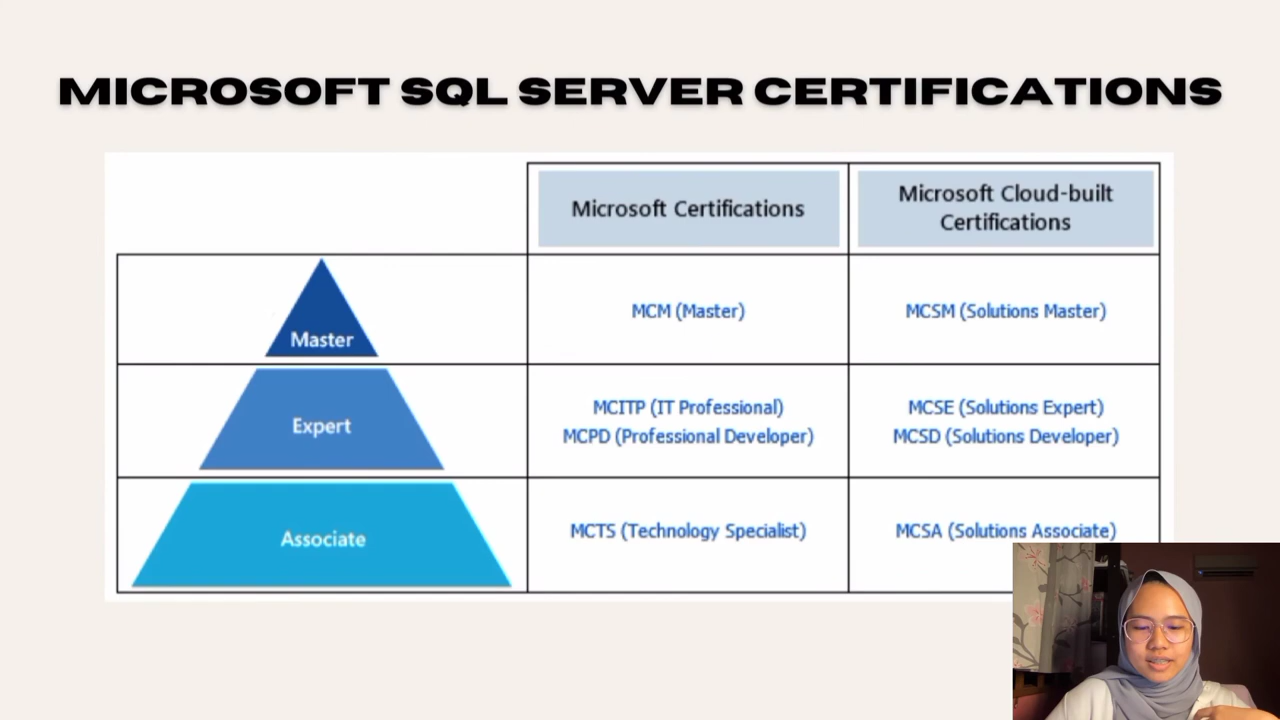 MICROSOFT SQL SERVER CERTIFICATIONS
Microsoft Certifications
Microsoft Cloud-built
Certifications
Master
MCM (Master)
MCSM (Solutions Master)
Expert
MCITP (IT Professional)
MCPD (Professional Developer)
MCSE (Solutions Expert)
MCSD (Solutions Developer)
Associate
MCTS (Technology Specialist)
MCSA (Solutions Associate)